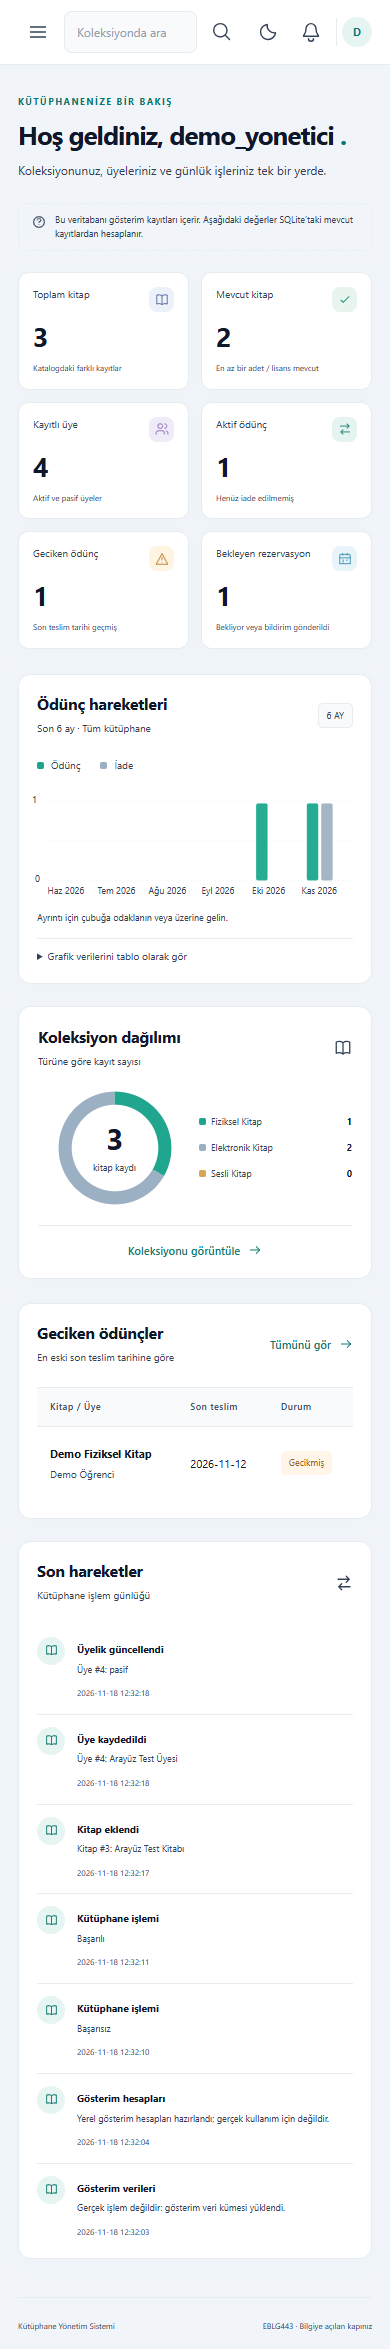 Koleksiyonda ara
D
KÜTÜPHANENİZE BİR BAKIŞ
Hoş geldiniz, demo_yonetici .
Koleksiyonunuz, üyeleriniz ve günlük işleriniz tek bir yerde.
Bu veritabanı gösterim kayıtları içerir. Aşağıdaki değerler SQLite'taki mevcut
kayıtlardan hesaplanır.
Toplam kitap
3
Katalogdaki farklı kayıtlar
Mevcut kitap
2
En az bir adet / lisans mevcut
Kayıtlı üye
4
Aktif ve pasif üyeler
Aktif ödünç
1
Henüz iade edilmemiş
Geciken ödünç
1
Son teslim tarihi geçmiş
Bekleyen rezervasyon
1
Bekliyor veya bildirim gönderildi
Ödünç hareketleri
Son 6 ay · Tüm kütüphane
6 AY
Ödünç İade
1
0
Haz 2026 Tem 2026 Ağu 2026 Eyl 2026 Eki 2026 Kas 2026
Ayrıntı için çubuğa odaklanın veya üzerine gelin.
▶ Grafik verilerini tablo olarak gör
Koleksiyon dağılımı
Türüne göre kayıt sayısı
3
kitap kaydı
Fiziksel Kitap 1
Elektronik Kitap 2
Sesli Kitap 0
Koleksiyonu görüntüle →
Geciken ödünçler
En eski son teslim tarihine göre
Tümünü gör →
Kitap / Üye Son teslim Durum
Demo Fiziksel Kitap
Demo Öğrenci
2026-11-12
Gecikmiş
Son hareketler
Kütüphane işlem günlüğü
Üyelik güncellendi
Üye #4: pasif
2026-11-18 12:32:18
Üye kaydedildi
Üye #4: Arayüz Test Üyesi
2026-11-18 12:32:18
Kitap eklendi
Kitap #3: Arayüz Test Kitabı
2026-11-18 12:32:17
Kütüphane işlemi
Başarılı
2026-11-18 12:32:11
Kütüphane işlemi
Başarısız
2026-11-18 12:32:10
Gösterim hesapları
Yerel gösterim hesapları hazırlandı; gerçek kullanım için değildir.
2026-11-18 12:32:04
Gösterim verileri
Gerçek işlem değildir: gösterim veri kümesi yüklendi.
2026-11-18 12:32:03
Kütüphane Yönetim Sistemi
EBLG443 · Bilgiye açılan kapınız